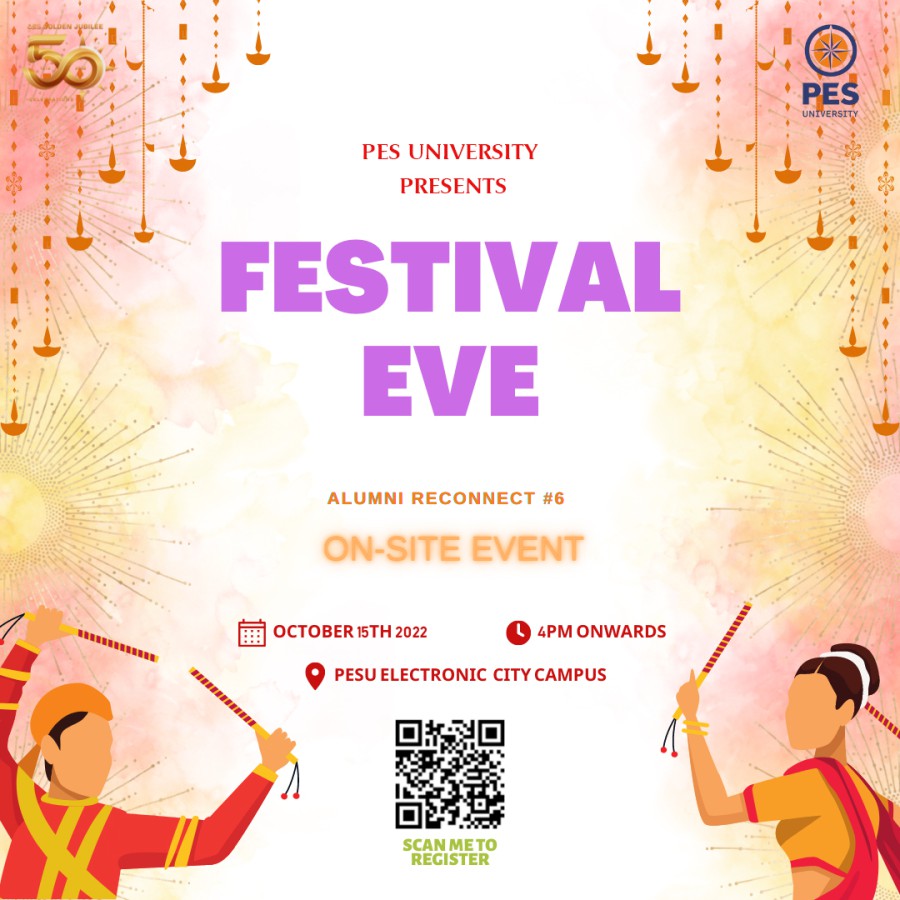 PES GOLDEN JUBILEE
50
PES
UNIVERSITY
PES UNIVERSITY
PRESENTS
FESTIVAL
EVE
ALUMNI RECONNECT #6
ON-SITE EVENT
OCTOBER 15TH 2022
4PM ONWARDS
PESU ELECTRONIC CITY CAMPUS
SCAN ME TO
REGISTER